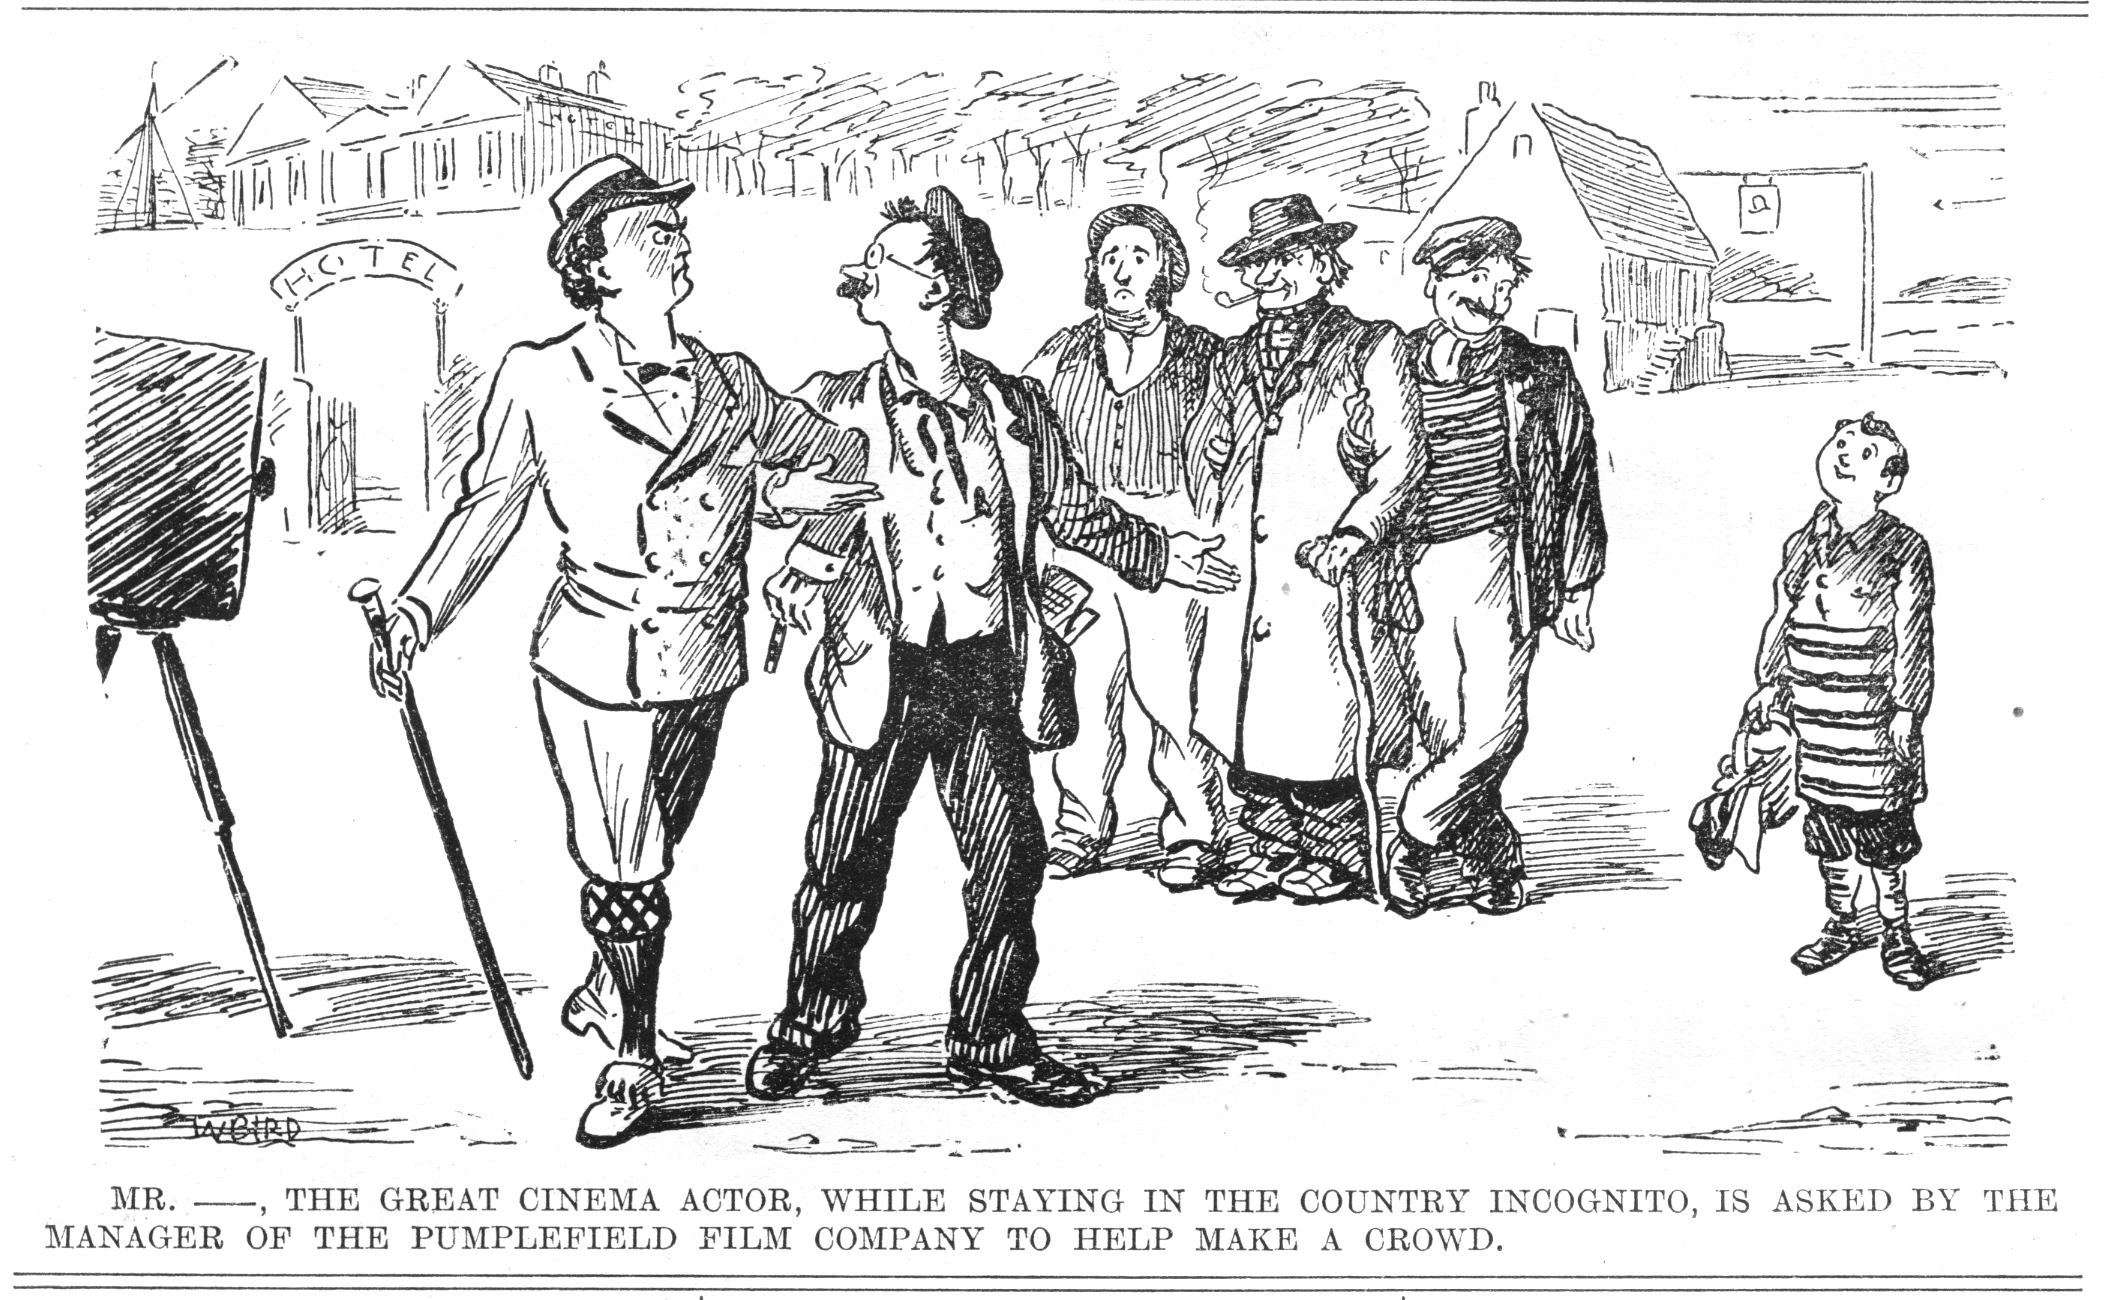 HOTEL
W BIRD
MR. ——, THE GREAT CINEMA ACTOR, WHILE STAYING IN THE COUNTRY INCOGNITO, IS ASKED BY THE
MANAGER OF THE PUMPLEFIELD FILM COMPANY TO HELP MAKE A CROWD.